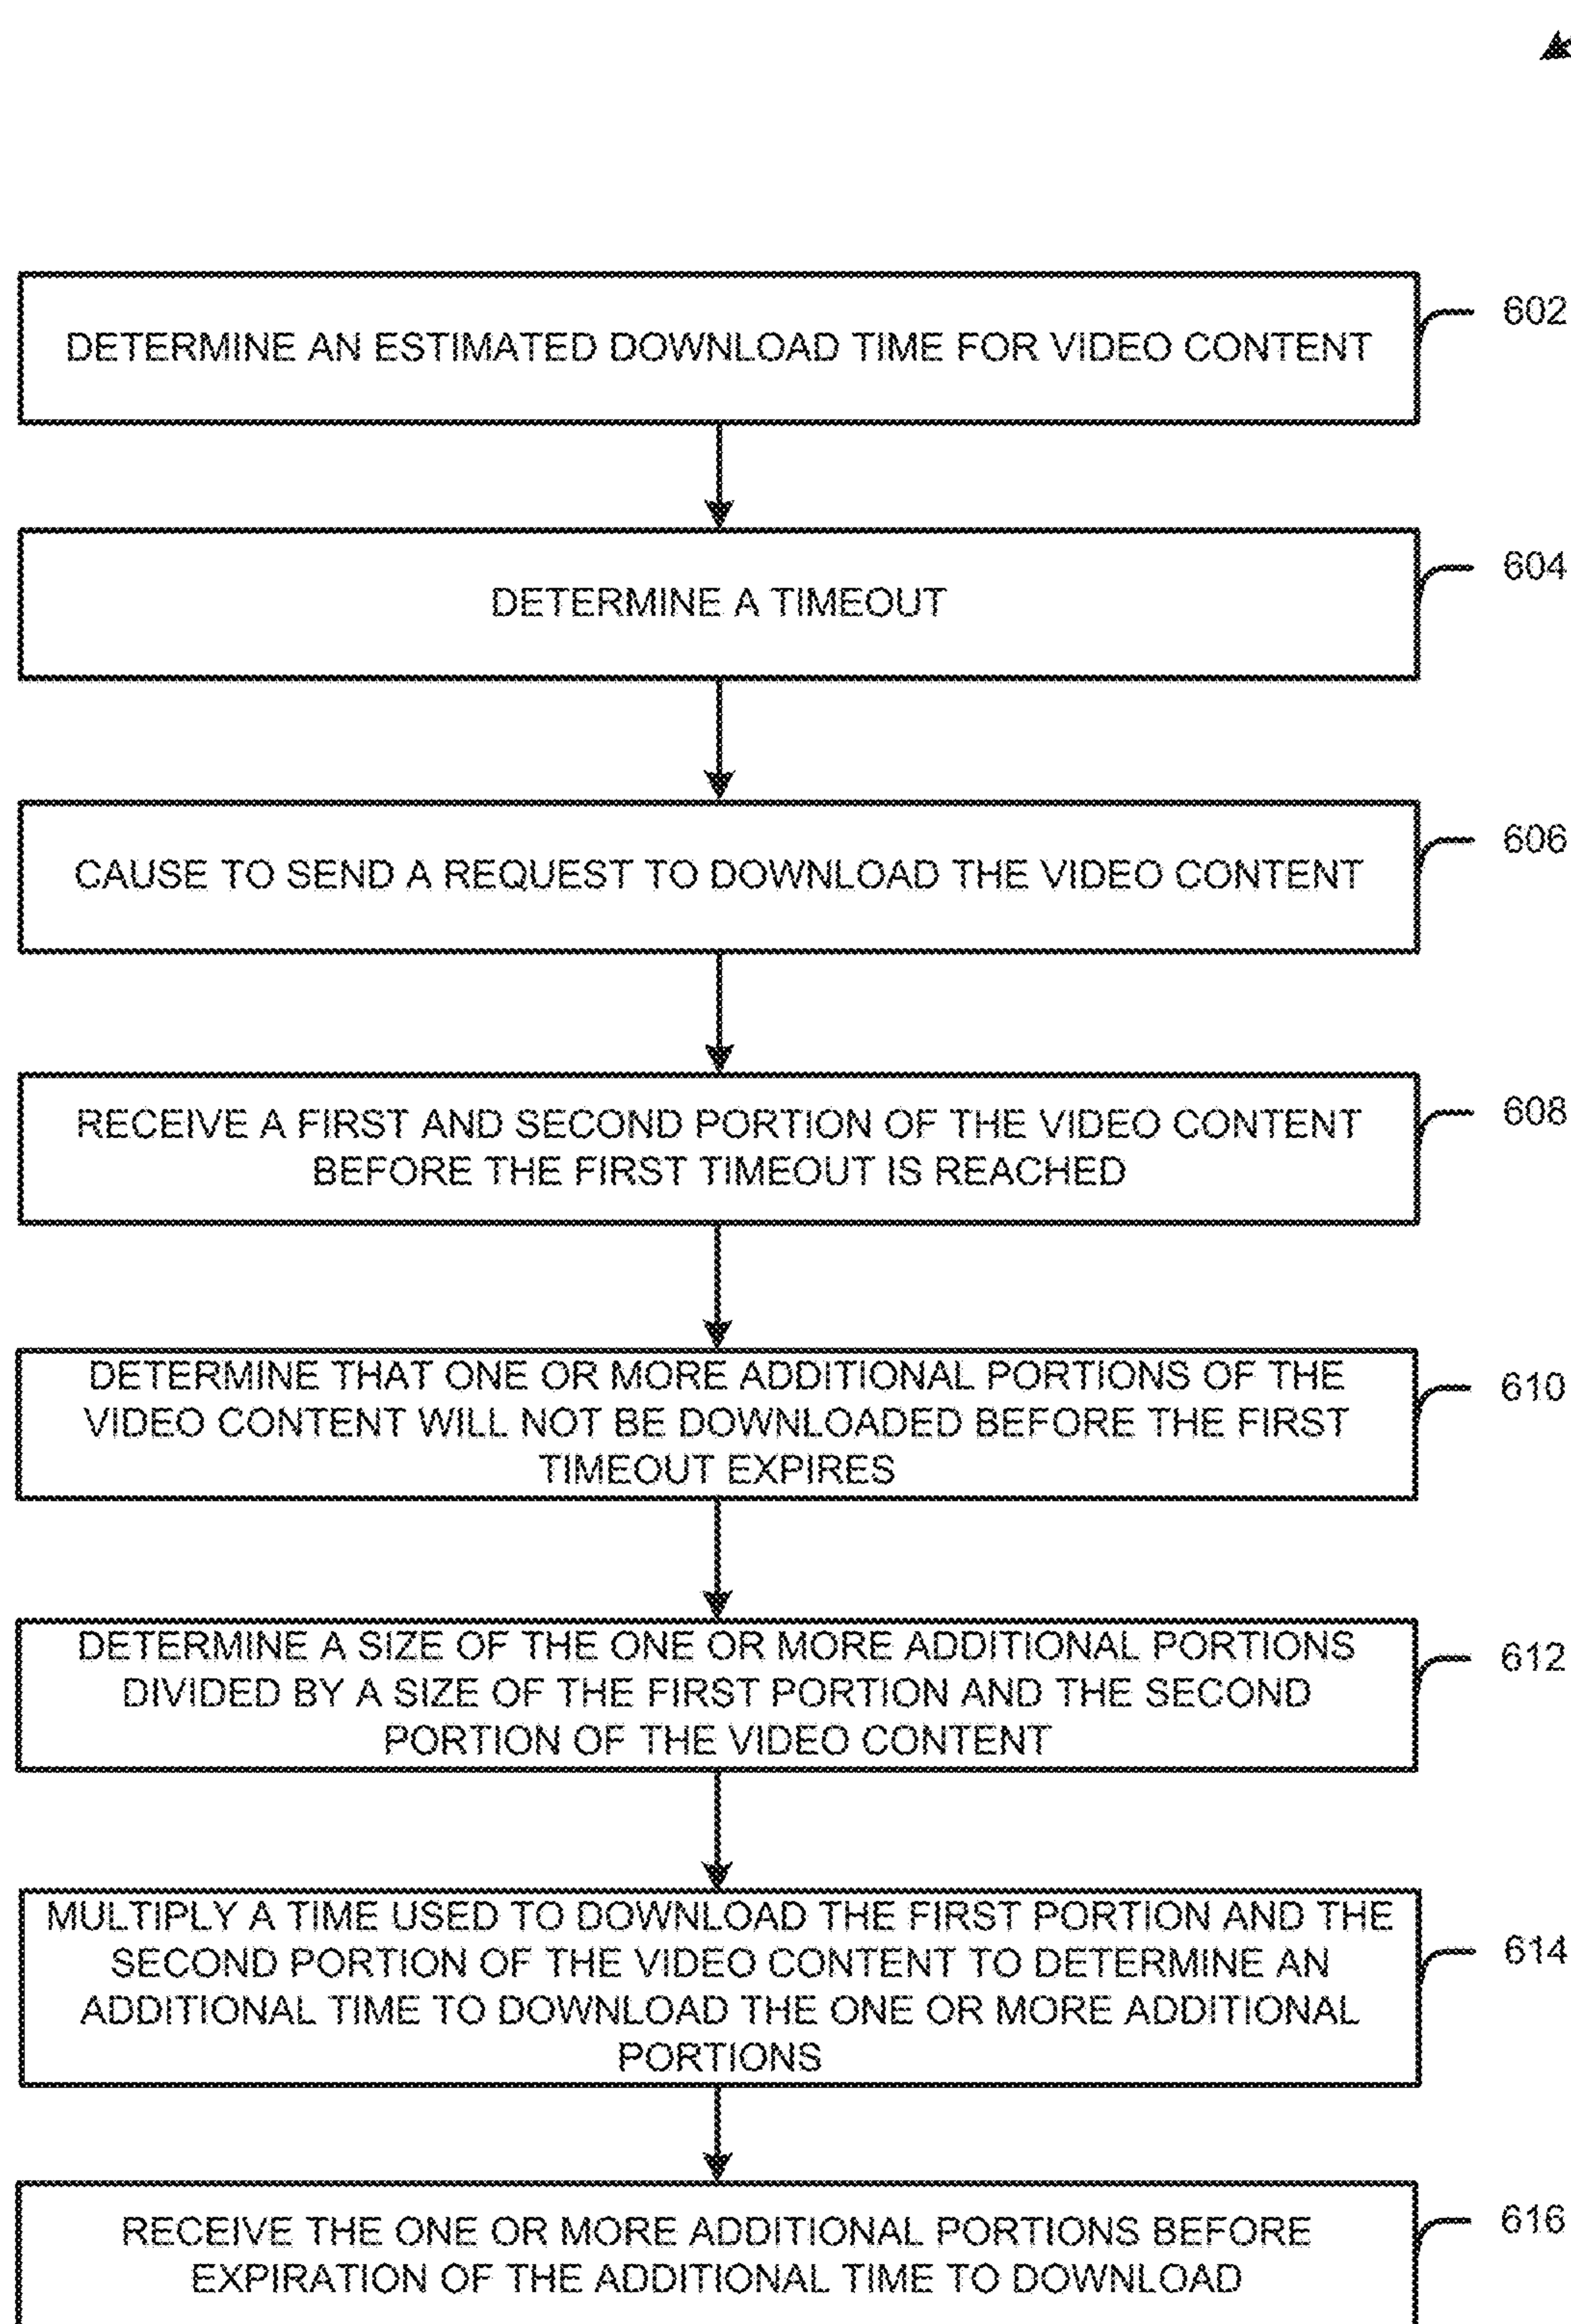 DETERMINE AN ESTIMATED DOWNLOAD TIME FOR VIDEO CONTENT
602
DETERMINE A TIMEOUT
604
CAUSE TO SEND A REQUEST TO DOWNLOAD THE VIDEO CONTENT
606
RECEIVE A FIRST AND SECOND PORTION OF THE VIDEO CONTENT
BEFORE THE FIRST TIMEOUT IS REACHED
608
DETERMINE THAT ONE OR MORE ADDITIONAL PORTIONS OF THE
VIDEO CONTENT WILL NOT BE DOWNLOADED BEFORE THE FIRST
TIMEOUT EXPIRES
610
DETERMINE A SIZE OF THE ONE OR MORE ADDITIONAL PORTIONS
DIVIDED BY A SIZE OF THE FIRST PORTION AND THE SECOND
PORTION OF THE VIDEO CONTENT
612
MULTIPLY A TIME USED TO DOWNLOAD THE FIRST PORTION AND THE
SECOND PORTION OF THE VIDEO CONTENT TO DETERMINE AN
ADDITIONAL TIME TO DOWNLOAD THE ONE OR MORE ADDITIONAL
PORTIONS
614
RECEIVE THE ONE OR MORE ADDITIONAL PORTIONS BEFORE
EXPIRATION OF THE ADDITIONAL TIME TO DOWNLOAD
616